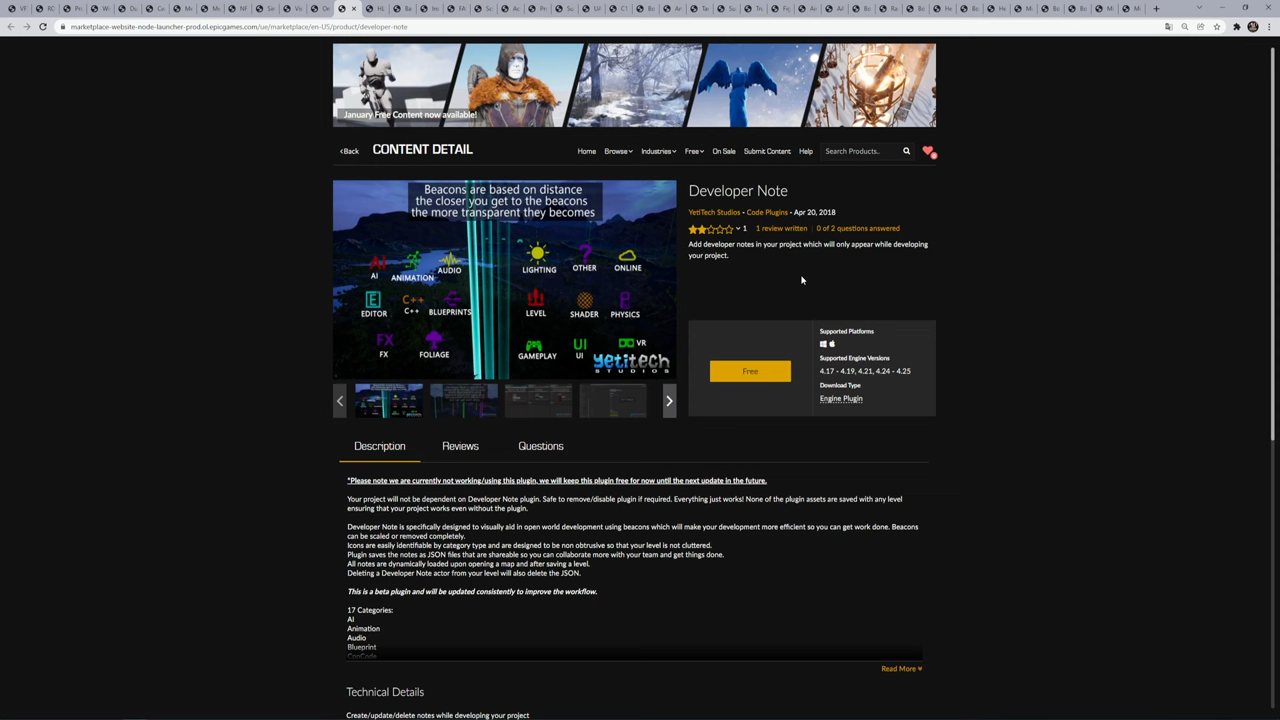 marketplace-website-node-launcher-prod.ol.epicgames.com/ue/marketplace/en-US/product/developer-note
January Free Content now available!
Back
CONTENT DETAIL
Home
Browse
Industries
Free
On Sale
Submit Content
Help
Search Products..
Beacons are based on distance
the closer you get to the beacons
the more transparent they becomes
AI
ANIMATION
AUDIO
LIGHTING
OTHER
ONLINE
EDITOR
C++
C++
BLUEPRINTS
LEVEL
SHADER
PHYSICS
FX
FOLIAGE
GAMEPLAY
UI
UI
VR
yetitech
STUDIOS
Developer Note
YetiTech Studios - Code Plugins - Apr 20, 2018
1
1 review written
0 of 2 questions answered
Add developer notes in your project which will only appear while developing
your project.
Free
Supported Platforms
Supported Engine Versions
4.17 - 4.19, 4.21, 4.24 - 4.25
Download Type
Engine Plugin
Description
Reviews
Questions
*Please note we are currently not working/using this plugin, we will keep this plugin free for now until the next update in the future.
Your project will not be dependent on Developer Note plugin. Safe to remove/disable plugin if required. Everything just works! None of the plugin assets are saved with any level
ensuring that your project works even without the plugin.
Developer Note is specifically designed to visually aid in open world development using beacons which will make your development more efficient so you can get work done. Beacons
can be scaled or removed completely.
Icons are easily identifiable by category type and are designed to be non obtrusive so that your level is not cluttered.
Plugin saves the notes as JSON files that are shareable so you can collaborate more with your team and get things done.
All notes are dynamically loaded upon opening a map and after saving a level.
Deleting a Developer Note actor from your level will also delete the JSON.
This is a beta plugin and will be updated consistently to improve the workflow.
17 Categories:
AI
Animation
Audio
Blueprint
Read More
Technical Details
Create/update/delete notes while developing your project